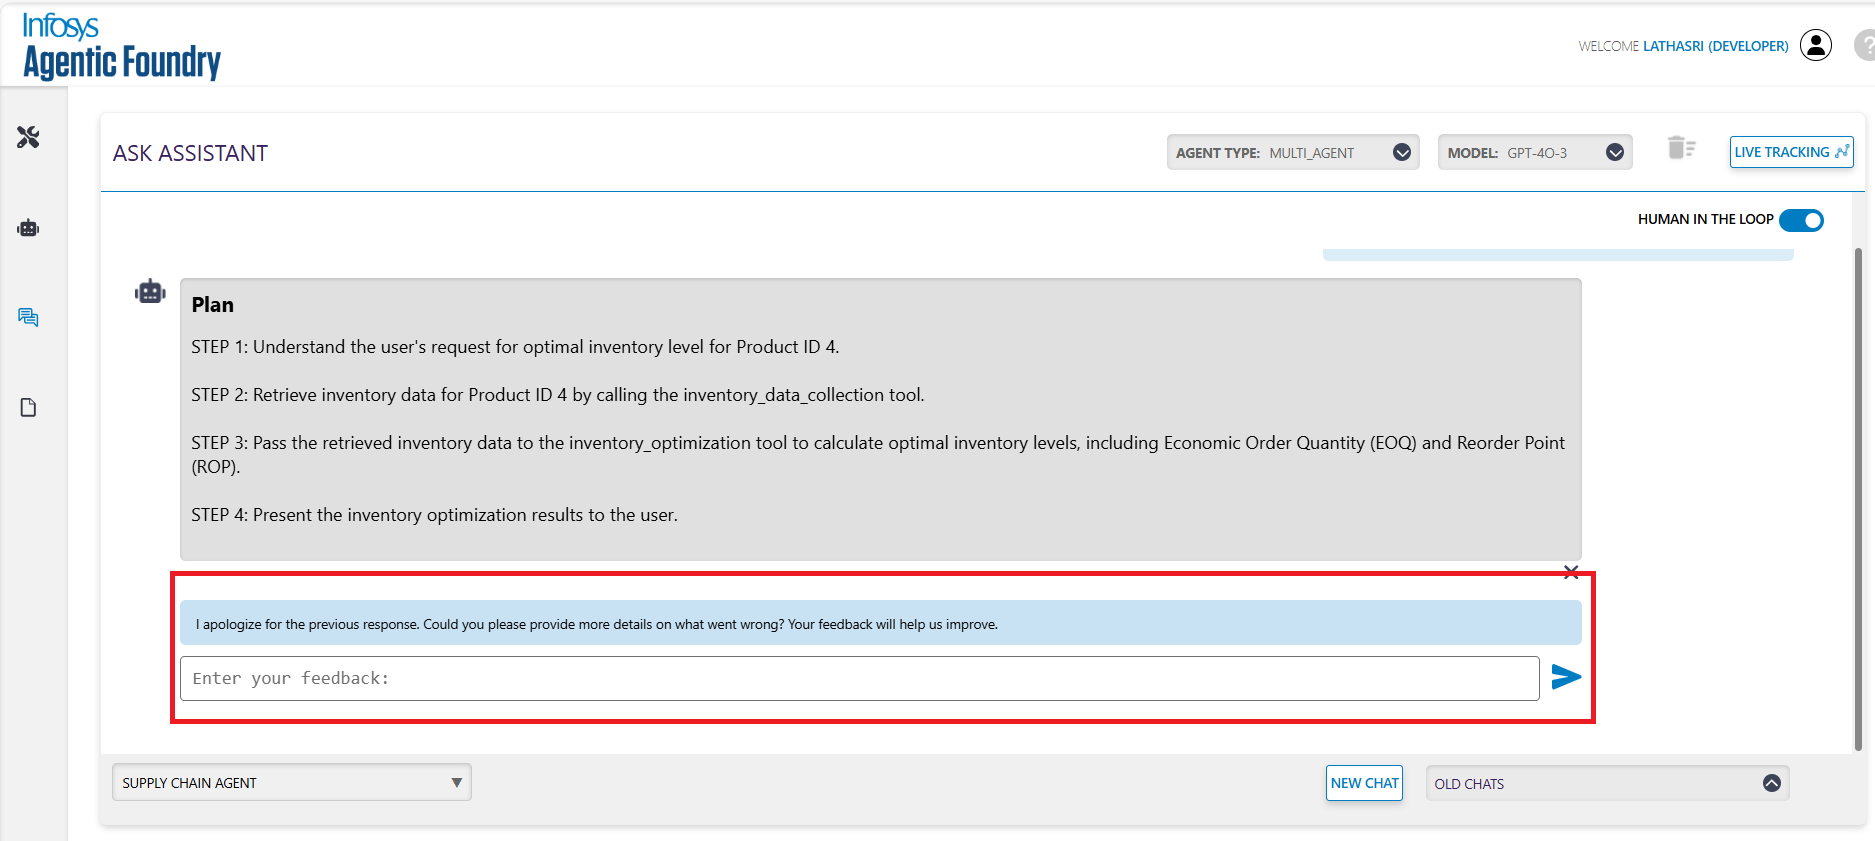 Infosys
Agentic Foundry
WELCOME LATHASRI (DEVELOPER)
?
ASK ASSISTANT
AGENT TYPE: MULTI_AGENT
MODEL: GPT-4O-3
LIVE TRACKING
HUMAN IN THE LOOP
Plan
STEP 1: Understand the user's request for optimal inventory level for Product ID 4.
STEP 2: Retrieve inventory data for Product ID 4 by calling the inventory_data_collection tool.
STEP 3: Pass the retrieved inventory data to the inventory_optimization tool to calculate optimal inventory levels, including Economic Order Quantity (EOQ) and Reorder Point
(ROP).
STEP 4: Present the inventory optimization results to the user.
I apologize for the previous response. Could you please provide more details on what went wrong? Your feedback will help us improve.
Enter your feedback:
SUPPLY CHAIN AGENT
NEW CHAT
OLD CHATS